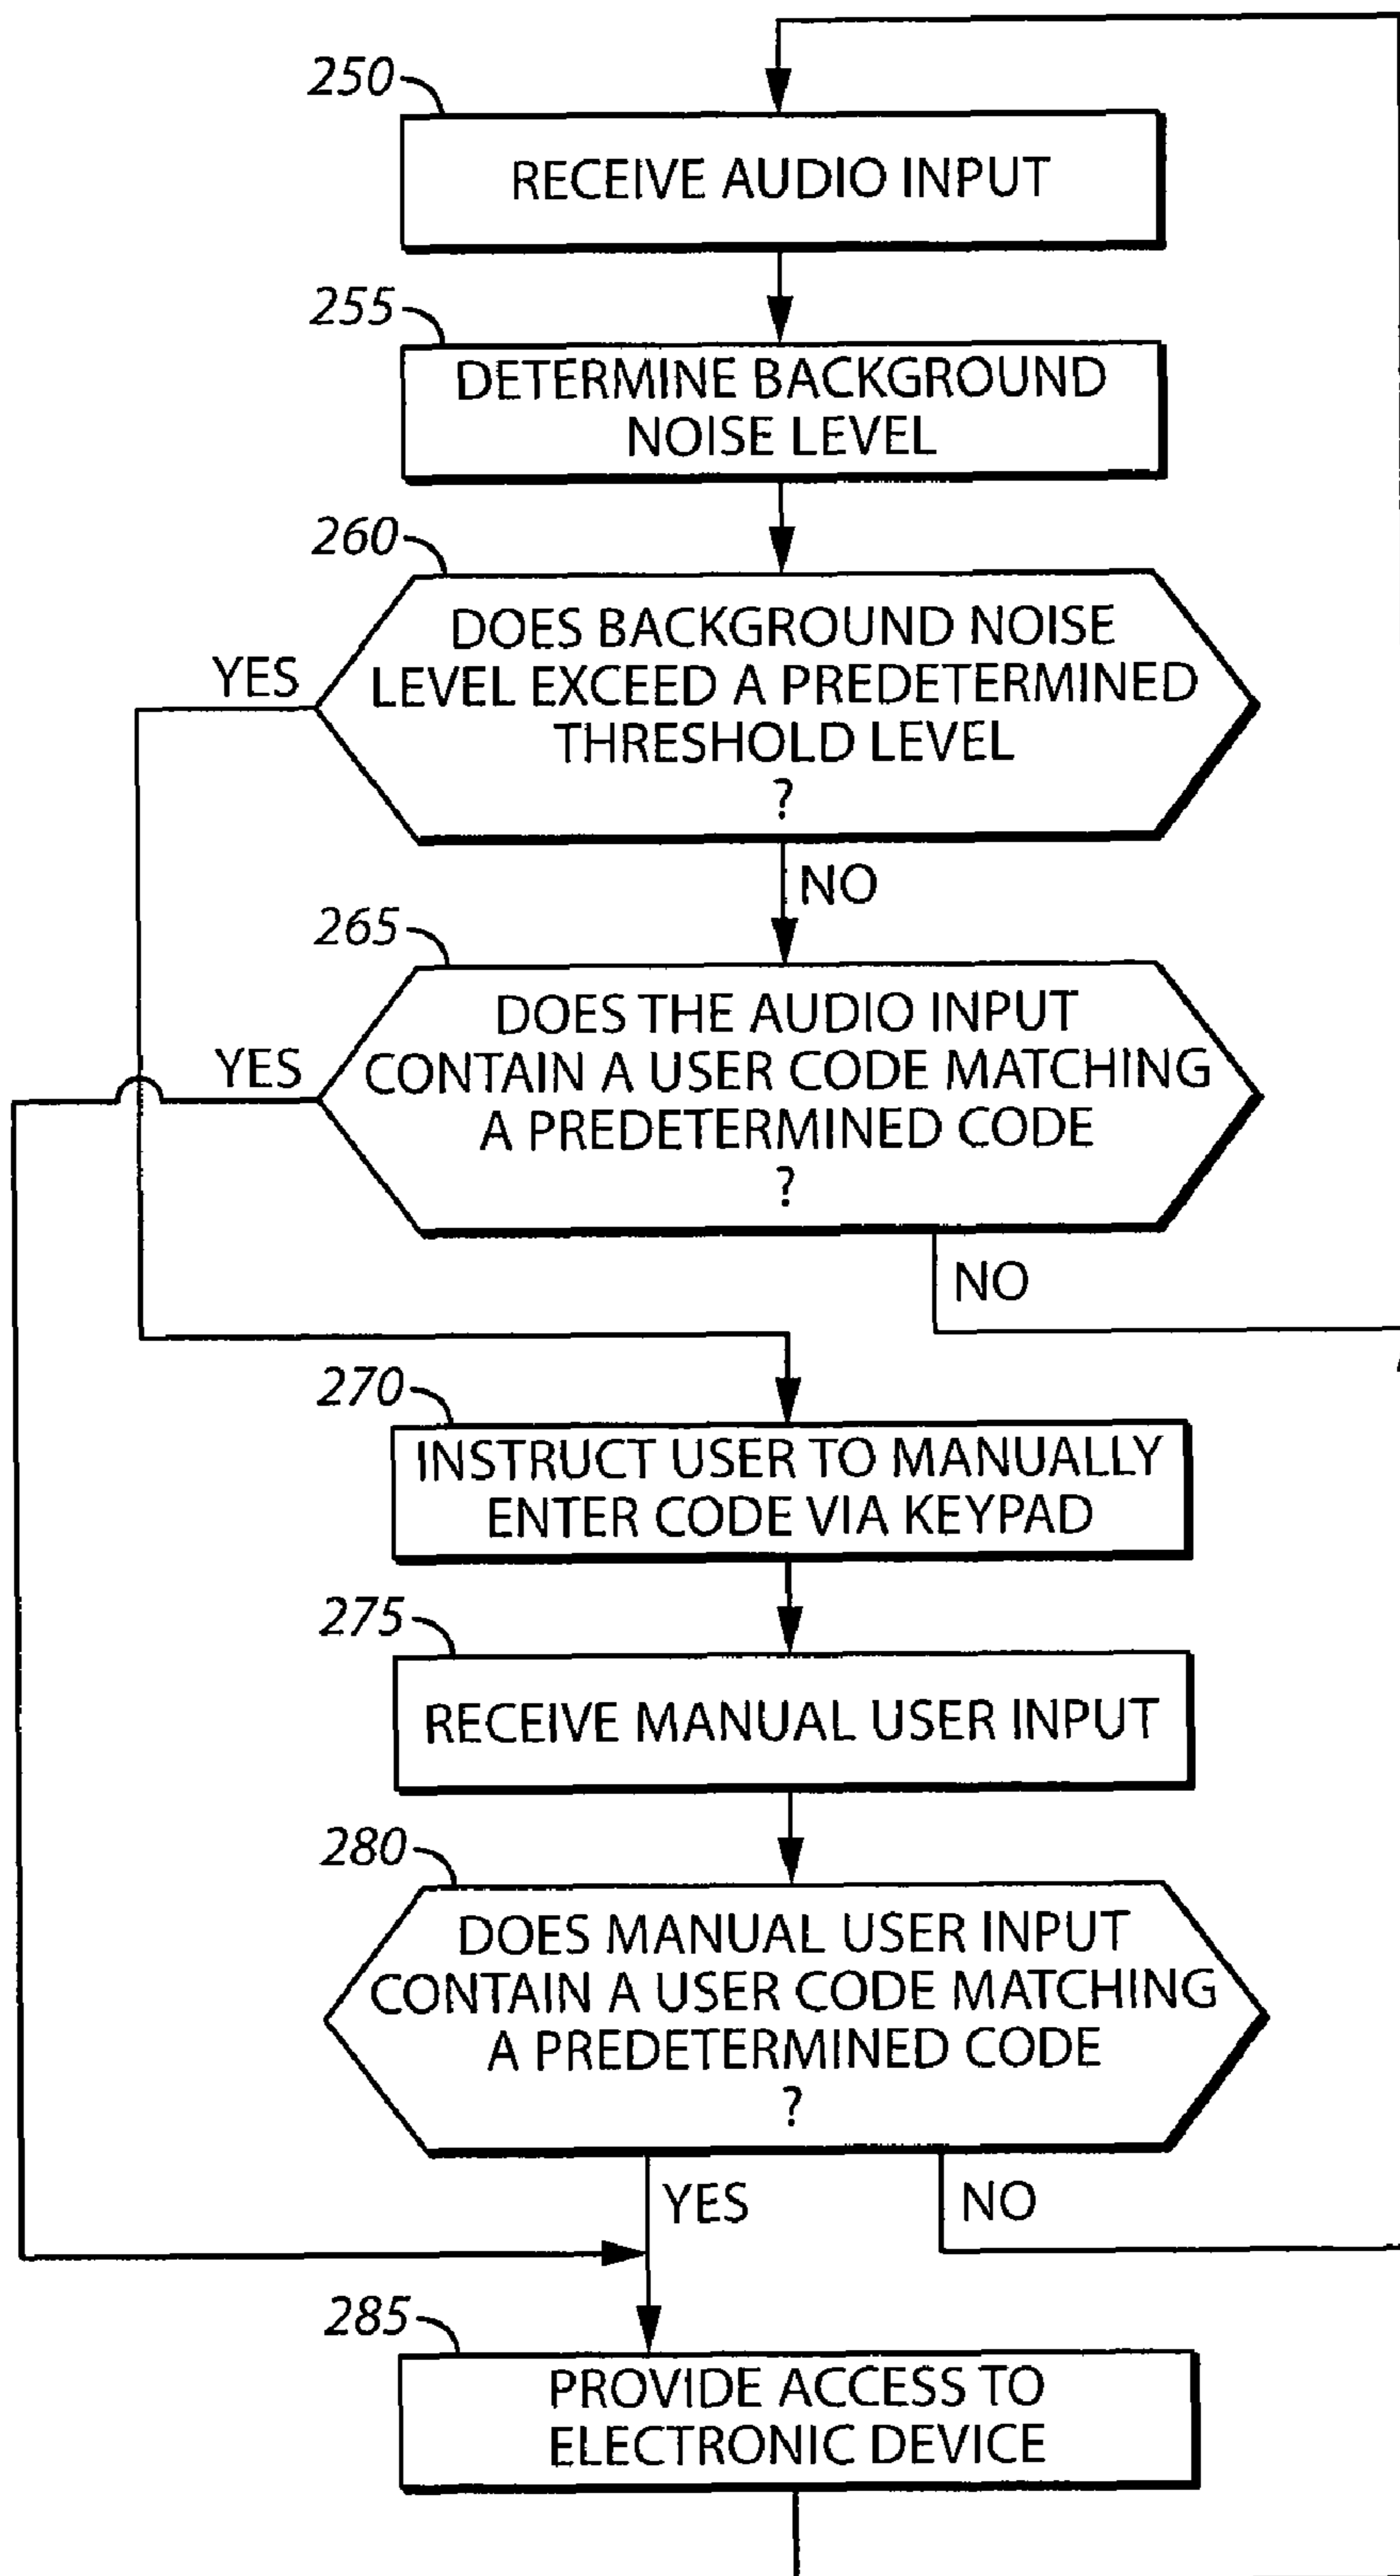 250
RECEIVE AUDIO INPUT
255
DETERMINE BACKGROUND
NOISE LEVEL
260
DOES BACKGROUND NOISE
LEVEL EXCEED A PREDETERMINED
THRESHOLD LEVEL
?
YES
NO
265
DOES THE AUDIO INPUT
CONTAIN A USER CODE MATCHING
A PREDETERMINED CODE
?
YES
NO
270
INSTRUCT USER TO MANUALLY
ENTER CODE VIA KEYPAD
275
RECEIVE MANUAL USER INPUT
280
DOES MANUAL USER INPUT
CONTAIN A USER CODE MATCHING
A PREDETERMINED CODE
?
YES
NO
285
PROVIDE ACCESS TO
ELECTRONIC DEVICE